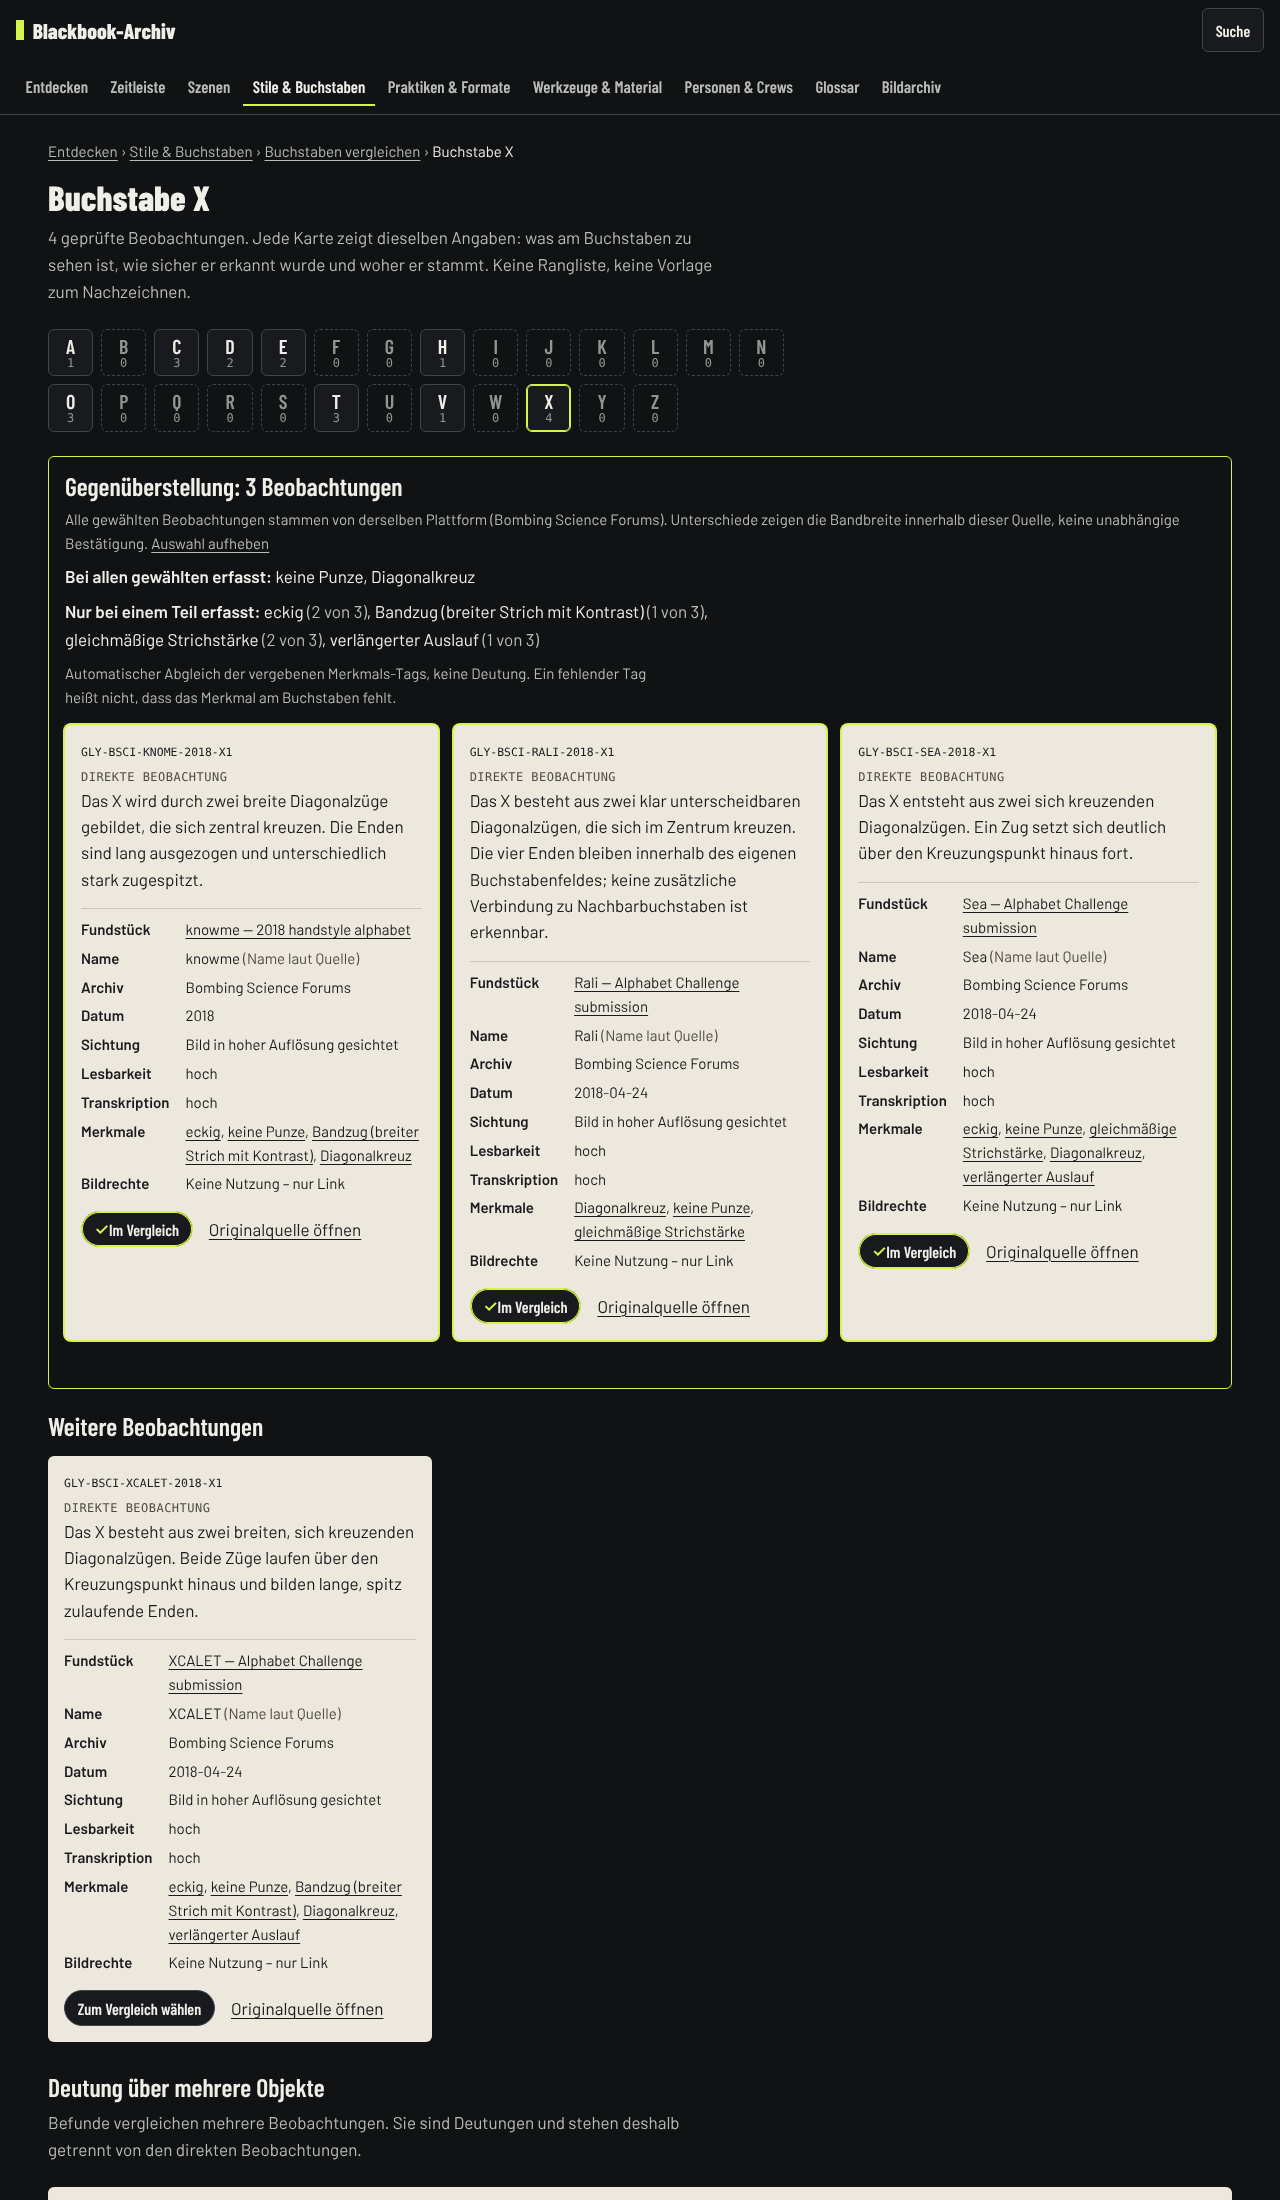 Blackbook-Archiv
Suche
Entdecken Zeitleiste Szenen Stile & Buchstaben Praktiken & Formate Werkzeuge & Material Personen & Crews Glossar Bildarchiv
Entdecken › Stile & Buchstaben › Buchstaben vergleichen › Buchstabe X
Buchstabe X
4 geprüfte Beobachtungen. Jede Karte zeigt dieselben Angaben: was am Buchstaben zu
sehen ist, wie sicher er erkannt wurde und woher er stammt. Keine Rangliste, keine Vorlage
zum Nachzeichnen.
A B C D E F G H I J K L M N
1 0 3 2 2 0 0 1 0 0 0 0 0 0
O P Q R S T U V W X Y Z
3 0 0 0 0 3 0 1 0 4 0 0
Gegenüberstellung: 3 Beobachtungen
Alle gewählten Beobachtungen stammen von derselben Plattform (Bombing Science Forums). Unterschiede zeigen die Bandbreite innerhalb dieser Quelle, keine unabhängige
Bestätigung. Auswahl aufheben
Bei allen gewählten erfasst: keine Punze, Diagonalkreuz
Nur bei einem Teil erfasst: eckig (2 von 3), Bandzug (breiter Strich mit Kontrast) (1 von 3),
gleichmäßige Strichstärke (2 von 3), verlängerter Auslauf (1 von 3)
Automatischer Abgleich der vergebenen Merkmals-Tags, keine Deutung. Ein fehlender Tag
heißt nicht, dass das Merkmal am Buchstaben fehlt.
GLY-BSCI-KNOME-2018-X1
DIREKTE BEOBACHTUNG
Das X wird durch zwei breite Diagonalzüge
gebildet, die sich zentral kreuzen. Die Enden
sind lang ausgezogen und unterschiedlich
stark zugespitzt.
Fundstück knowme — 2018 handstyle alphabet
Name knowme (Name laut Quelle)
Archiv Bombing Science Forums
Datum 2018
Sichtung Bild in hoher Auflösung gesichtet
Lesbarkeit hoch
Transkription hoch
Merkmale eckig, keine Punze, Bandzug (breiter
Strich mit Kontrast), Diagonalkreuz
Bildrechte Keine Nutzung – nur Link
✓Im Vergleich Originalquelle öffnen
GLY-BSCI-RALI-2018-X1
DIREKTE BEOBACHTUNG
Das X besteht aus zwei klar unterscheidbaren
Diagonalzügen, die sich im Zentrum kreuzen.
Die vier Enden bleiben innerhalb des eigenen
Buchstabenfeldes; keine zusätzliche
Verbindung zu Nachbarbuchstaben ist
erkennbar.
Fundstück Rali — Alphabet Challenge
submission
Name Rali (Name laut Quelle)
Archiv Bombing Science Forums
Datum 2018-04-24
Sichtung Bild in hoher Auflösung gesichtet
Lesbarkeit hoch
Transkription hoch
Merkmale Diagonalkreuz, keine Punze,
gleichmäßige Strichstärke
Bildrechte Keine Nutzung – nur Link
✓Im Vergleich Originalquelle öffnen
GLY-BSCI-SEA-2018-X1
DIREKTE BEOBACHTUNG
Das X entsteht aus zwei sich kreuzenden
Diagonalzügen. Ein Zug setzt sich deutlich
über den Kreuzungspunkt hinaus fort.
Fundstück Sea — Alphabet Challenge
submission
Name Sea (Name laut Quelle)
Archiv Bombing Science Forums
Datum 2018-04-24
Sichtung Bild in hoher Auflösung gesichtet
Lesbarkeit hoch
Transkription hoch
Merkmale eckig, keine Punze, gleichmäßige
Strichstärke, Diagonalkreuz,
verlängerter Auslauf
Bildrechte Keine Nutzung – nur Link
✓Im Vergleich Originalquelle öffnen
Weitere Beobachtungen
GLY-BSCI-XCALET-2018-X1
DIREKTE BEOBACHTUNG
Das X besteht aus zwei breiten, sich kreuzenden
Diagonalzügen. Beide Züge laufen über den
Kreuzungspunkt hinaus und bilden lange, spitz
zulaufende Enden.
Fundstück XCALET — Alphabet Challenge
submission
Name XCALET (Name laut Quelle)
Archiv Bombing Science Forums
Datum 2018-04-24
Sichtung Bild in hoher Auflösung gesichtet
Lesbarkeit hoch
Transkription hoch
Merkmale eckig, keine Punze, Bandzug (breiter
Strich mit Kontrast), Diagonalkreuz,
verlängerter Auslauf
Bildrechte Keine Nutzung – nur Link
Zum Vergleich wählen Originalquelle öffnen
Deutung über mehrere Objekte
Befunde vergleichen mehrere Beobachtungen. Sie sind Deutungen und stehen deshalb
getrennt von den direkten Beobachtungen.